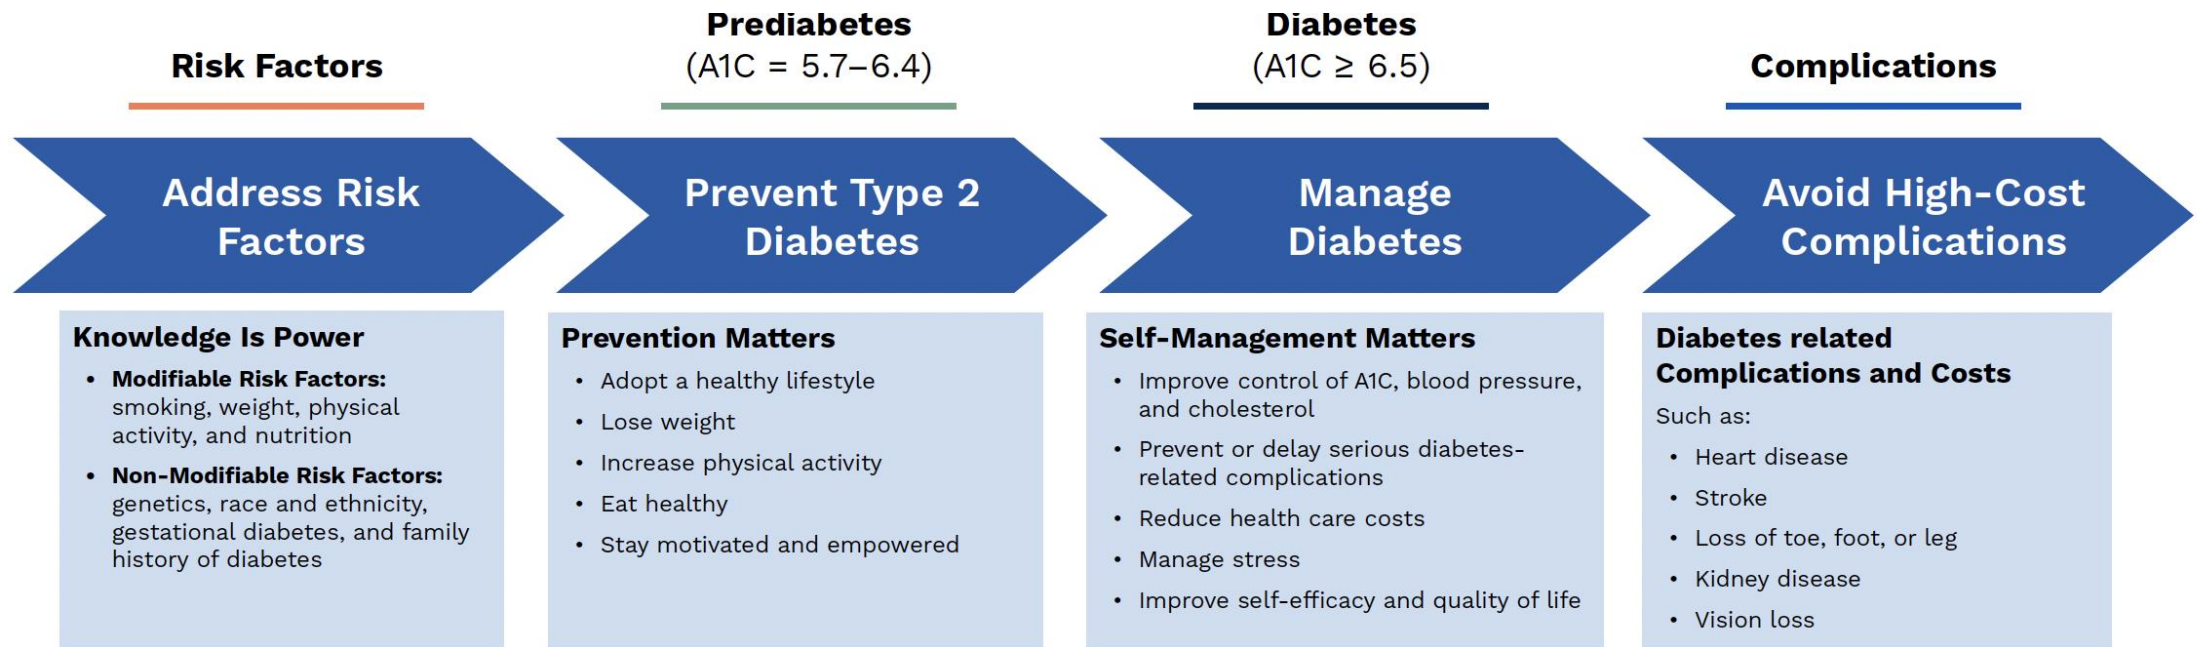 Risk Factors
Prediabetes
(A1C = 5.7–6.4)
Diabetes
(A1C ≥ 6.5)
Complications
Address Risk
Factors
Prevent Type 2
Diabetes
Manage
Diabetes
Avoid High-Cost
Complications
Knowledge Is Power
• Modifiable Risk Factors:
smoking, weight, physical
activity, and nutrition
• Non-Modifiable Risk Factors:
genetics, race and ethnicity,
gestational diabetes, and family
history of diabetes
Prevention Matters
• Adopt a healthy lifestyle
• Lose weight
• Increase physical activity
• Eat healthy
• Stay motivated and empowered
Self-Management Matters
• Improve control of A1C, blood pressure,
and cholesterol
• Prevent or delay serious diabetes-
related complications
• Reduce health care costs
• Manage stress
• Improve self-efficacy and quality of life
Diabetes related
Complications and Costs
Such as:
• Heart disease
• Stroke
• Loss of toe, foot, or leg
• Kidney disease
• Vision loss